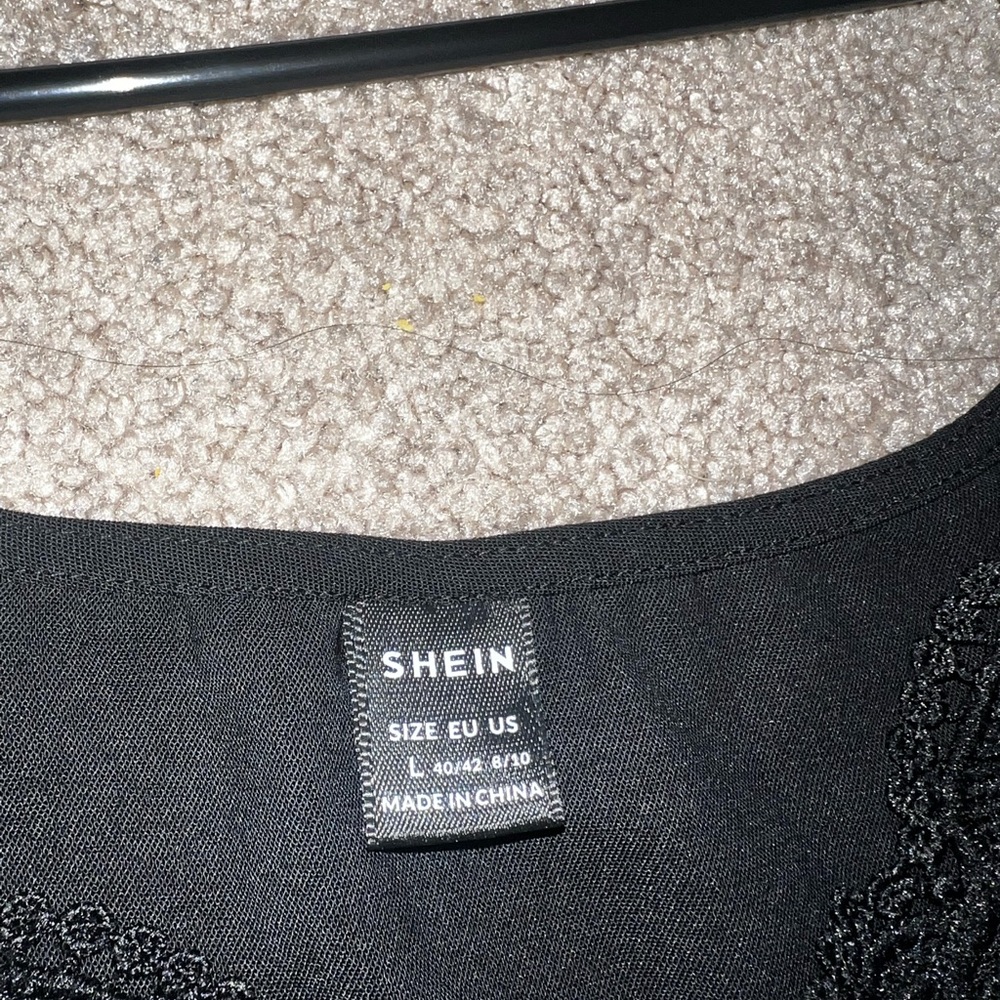 SHEIN
SIZE EU US
L 40/42 8/10
MADE IN CHINA